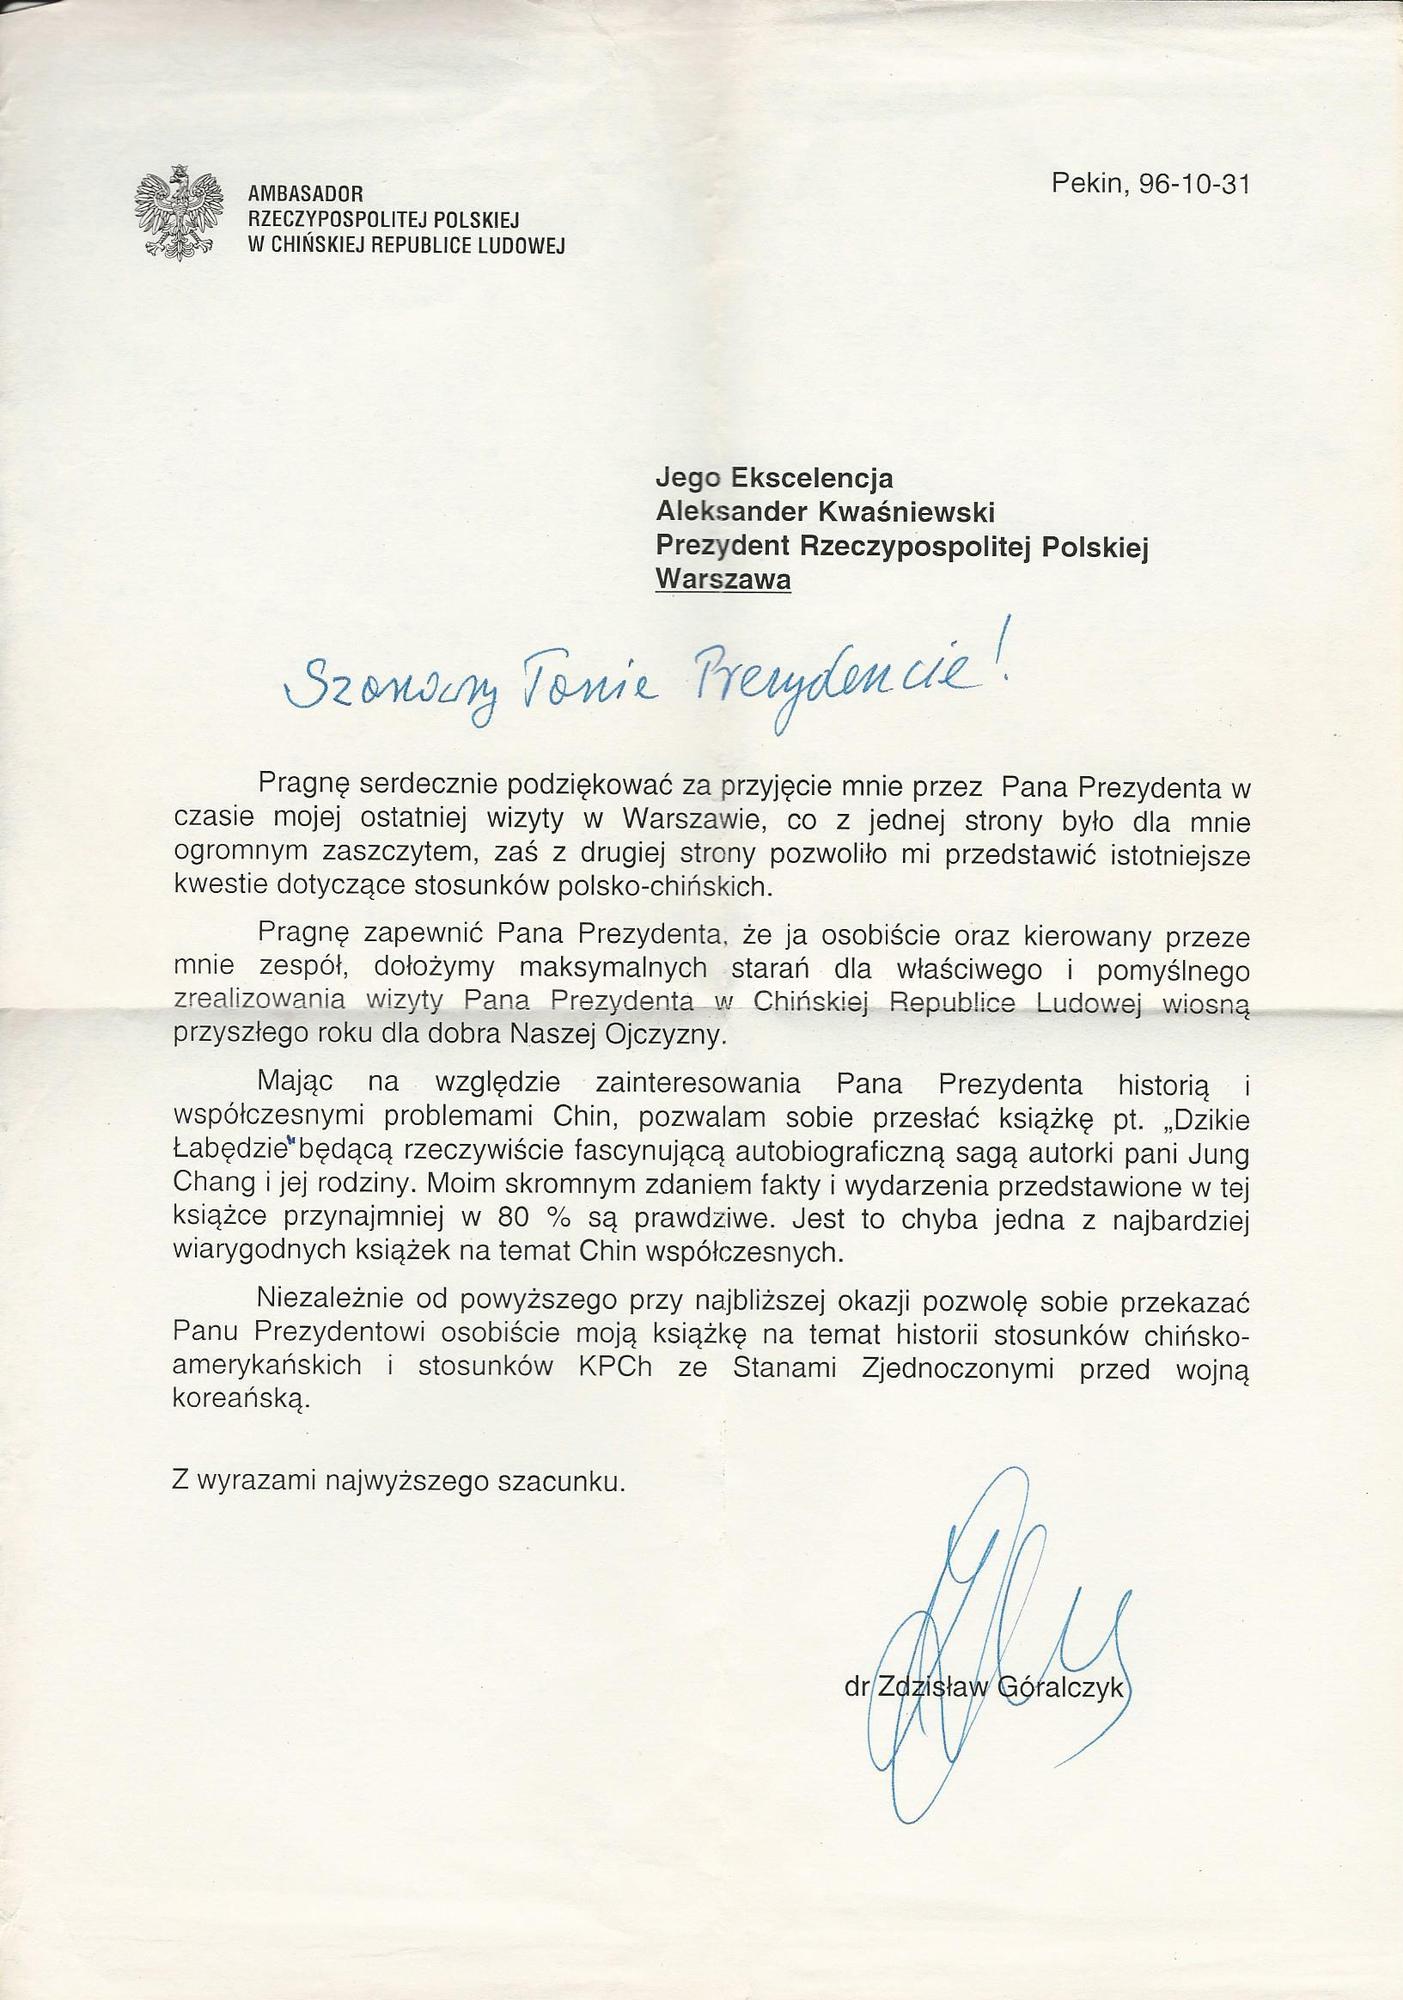 AMBASADOR
RZECZYPOSPOLITEJ POLSKIEJ
W CHIŃSKIEJ REPUBLICE LUDOWEJ
Pekin, 96-10-31
Jego Ekscelencja
Aleksander Kwaśniewski
Prezydent Rzeczypospolitej Polskiej
Warszawa
Szanowny Panie Prezydencie!
Pragnę serdecznie podziękować za przyjęcie mnie przez Pana Prezydenta w
czasie mojej ostatniej wizyty w Warszawie, co z jednej strony było dla mnie
ogromnym zaszczytem, zaś z drugiej strony pozwoliło mi przedstawić istotniejsze
kwestie dotyczące stosunków polsko-chińskich.
Pragnę zapewnić Pana Prezydenta, że ja osobiście oraz kierowany przeze
mnie zespół, dołożymy maksymalnych starań dla właściwego i pomyślnego
zrealizowania wizyty Pana Prezydenta w Chińskiej Republice Ludowej wiosną
przyszłego roku dla dobra Naszej Ojczyzny.
Mając na względzie zainteresowania Pana Prezydenta historią i
współczesnymi problemami Chin, pozwalam sobie przesłać książkę pt. „Dzikie
Łabędzie" będącą rzeczywiście fascynującą autobiograficzną sagą autorki pani Jung
Chang i jej rodziny. Moim skromnym zdaniem fakty i wydarzenia przedstawione w tej
książce przynajmniej w 80 % są prawdziwe. Jest to chyba jedna z najbardziej
wiarygodnych książek na temat Chin współczesnych.
Niezależnie od powyższego przy najbliższej okazji pozwolę sobie przekazać
Panu Prezydentowi osobiście moją książkę na temat historii stosunków chińsko-
amerykańskich i stosunków KPCh ze Stanami Zjednoczonymi przed wojną
koreańską.
Z wyrazami najwyższego szacunku.
dr Zdzisław Góralczyk